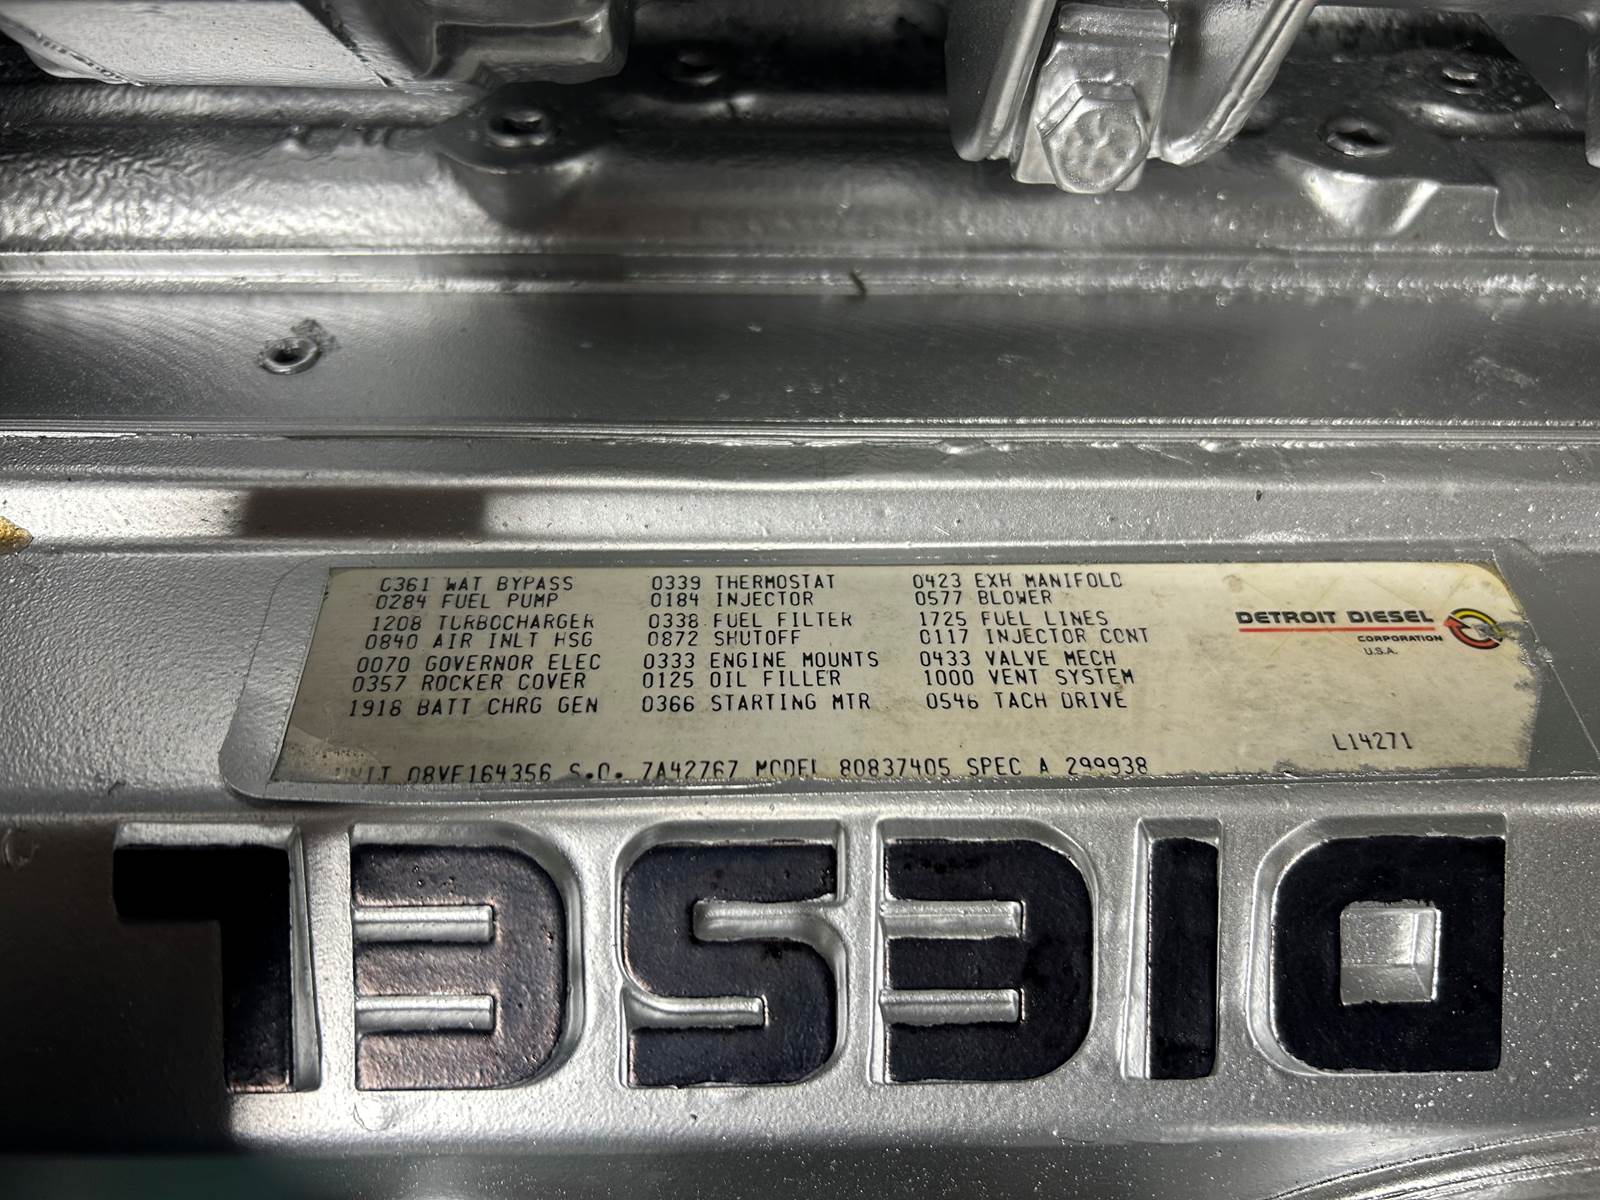 0361 WAT BYPASS 0339 THERMOSTAT 0423 EXH MANIFOLD
0284 FUEL PUMP 0184 INJECTOR 0577 BLOWER
1208 TURBOCHARGER 0338 FUEL FILTER 1725 FUEL LINES
0840 AIR INLT HSG 0872 SHUTOFF 0117 INJECTOR CONT
0070 GOVERNOR ELEC 0333 ENGINE MOUNTS 0433 VALVE MECH
0357 ROCKER COVER 0125 OIL FILLER 1000 VENT SYSTEM
1918 BATT CHRG GEN 0366 STARTING MTR 0546 TACH DRIVE
DETROIT DIESEL
CORPORATION
U.S.A.
L14271
UNIT 08VF164356 S.O. 7A42767 MODEL 80837405 SPEC A 299938
DIESEL